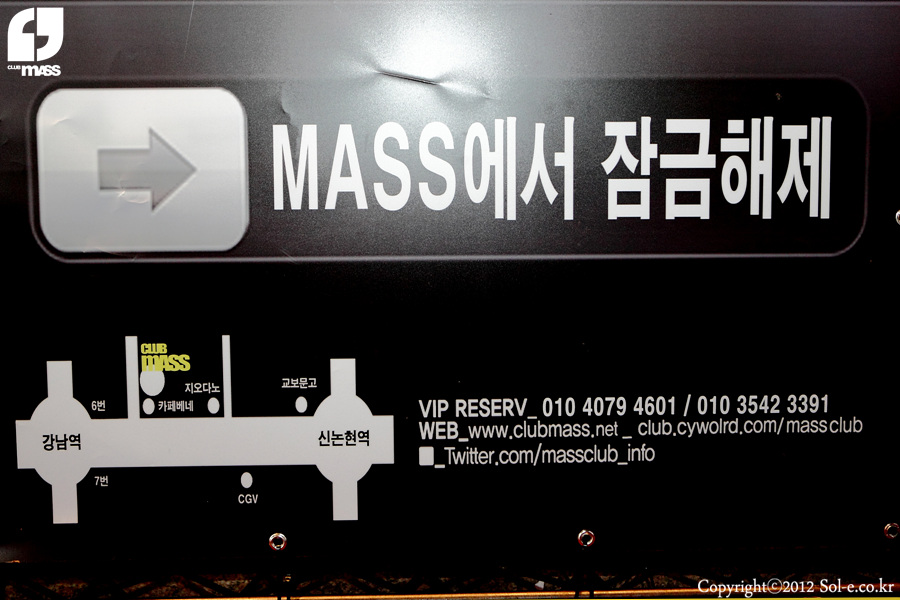 CLUB MASS
MASS에서 잠금해제
CLUB
MASS
지오다노
교보문고
6번
카페베네
강남역
신논현역
7번
CGV
VIP RESERV_ 010 4079 4601 / 010 3542 3391
WEB_www.clubmass.net _ club.cywolrd.com/massclub
_Twitter.com/massclub_info
Copyright©2012 Sol-e.co.kr